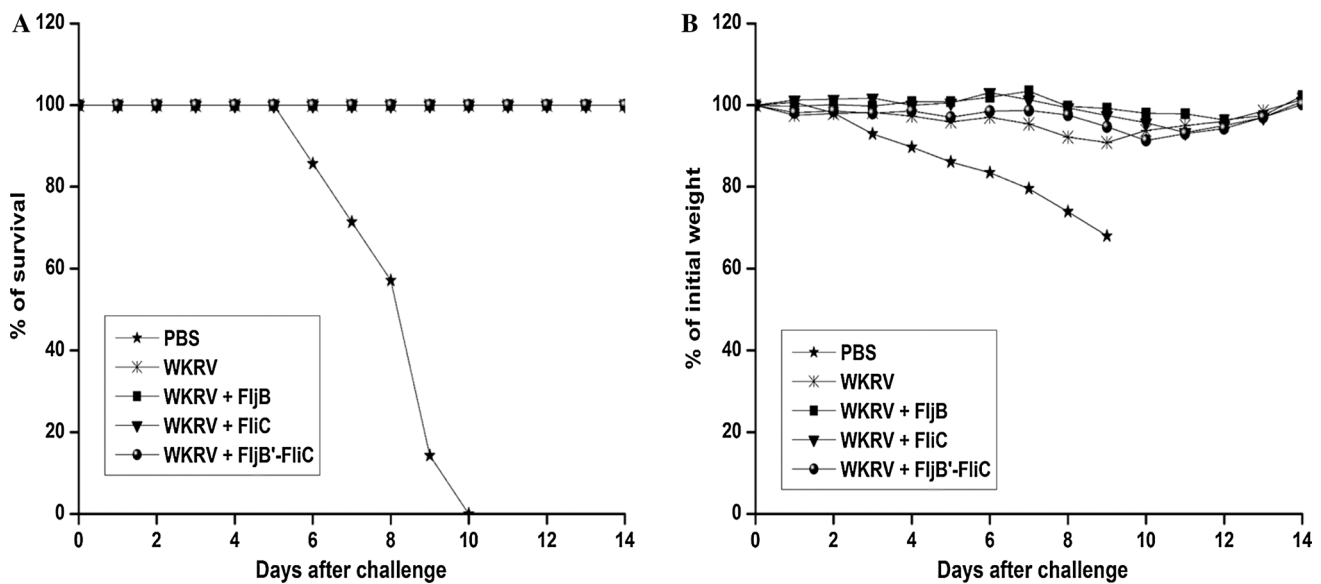 A
120
100
80
60
40
20
0
% of survival
PBS
WKRV
WKRV + FljB
WKRV + FliC
WKRV + FljB'-FliC
0 2 4 6 8 10 12 14
Days after challenge
B
120
100
80
60
40
20
0
% of initial weight
PBS
WKRV
WKRV + FljB
WKRV + FliC
WKRV + FljB'-FliC
0 2 4 6 8 10 12 14
Days after challenge